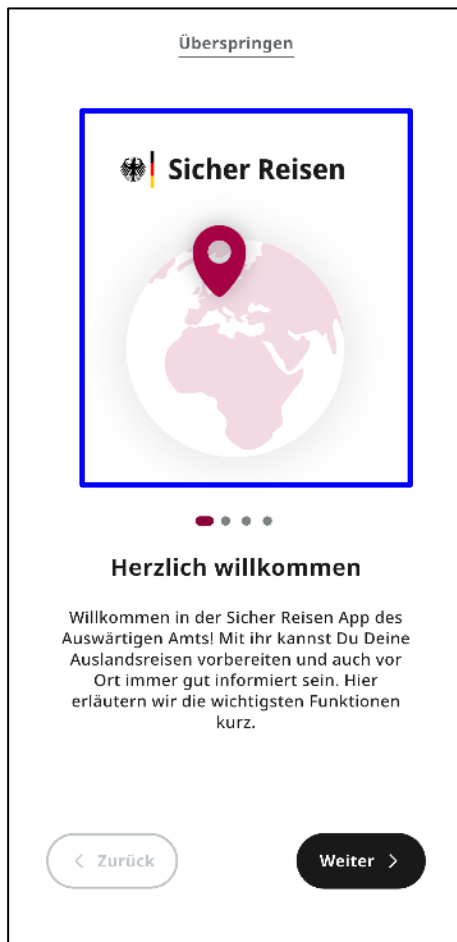 Überspringen
Sicher Reisen
Herzlich willkommen
Willkommen in der Sicher Reisen App des
Auswärtigen Amts! Mit ihr kannst Du Deine
Auslandsreisen vorbereiten und auch vor
Ort immer gut informiert sein. Hier
erläutern wir die wichtigsten Funktionen
kurz.
Zurück
Weiter